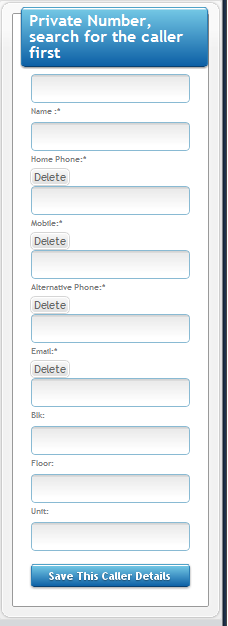 Private Number,
search for the caller
first
Name :*
Home Phone:*
Delete
Mobile:*
Delete
Alternative Phone:*
Delete
Email:*
Delete
Blk:
Floor:
Unit:
Save This Caller Details